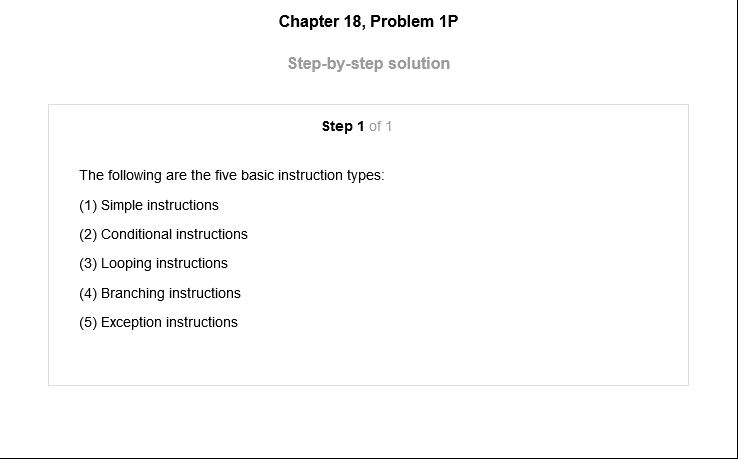 Chapter 18, Problem 1P
Step-by-step solution
Step 1 of 1
The following are the five basic instruction types:
(1) Simple instructions
(2) Conditional instructions
(3) Looping instructions
(4) Branching instructions
(5) Exception instructions